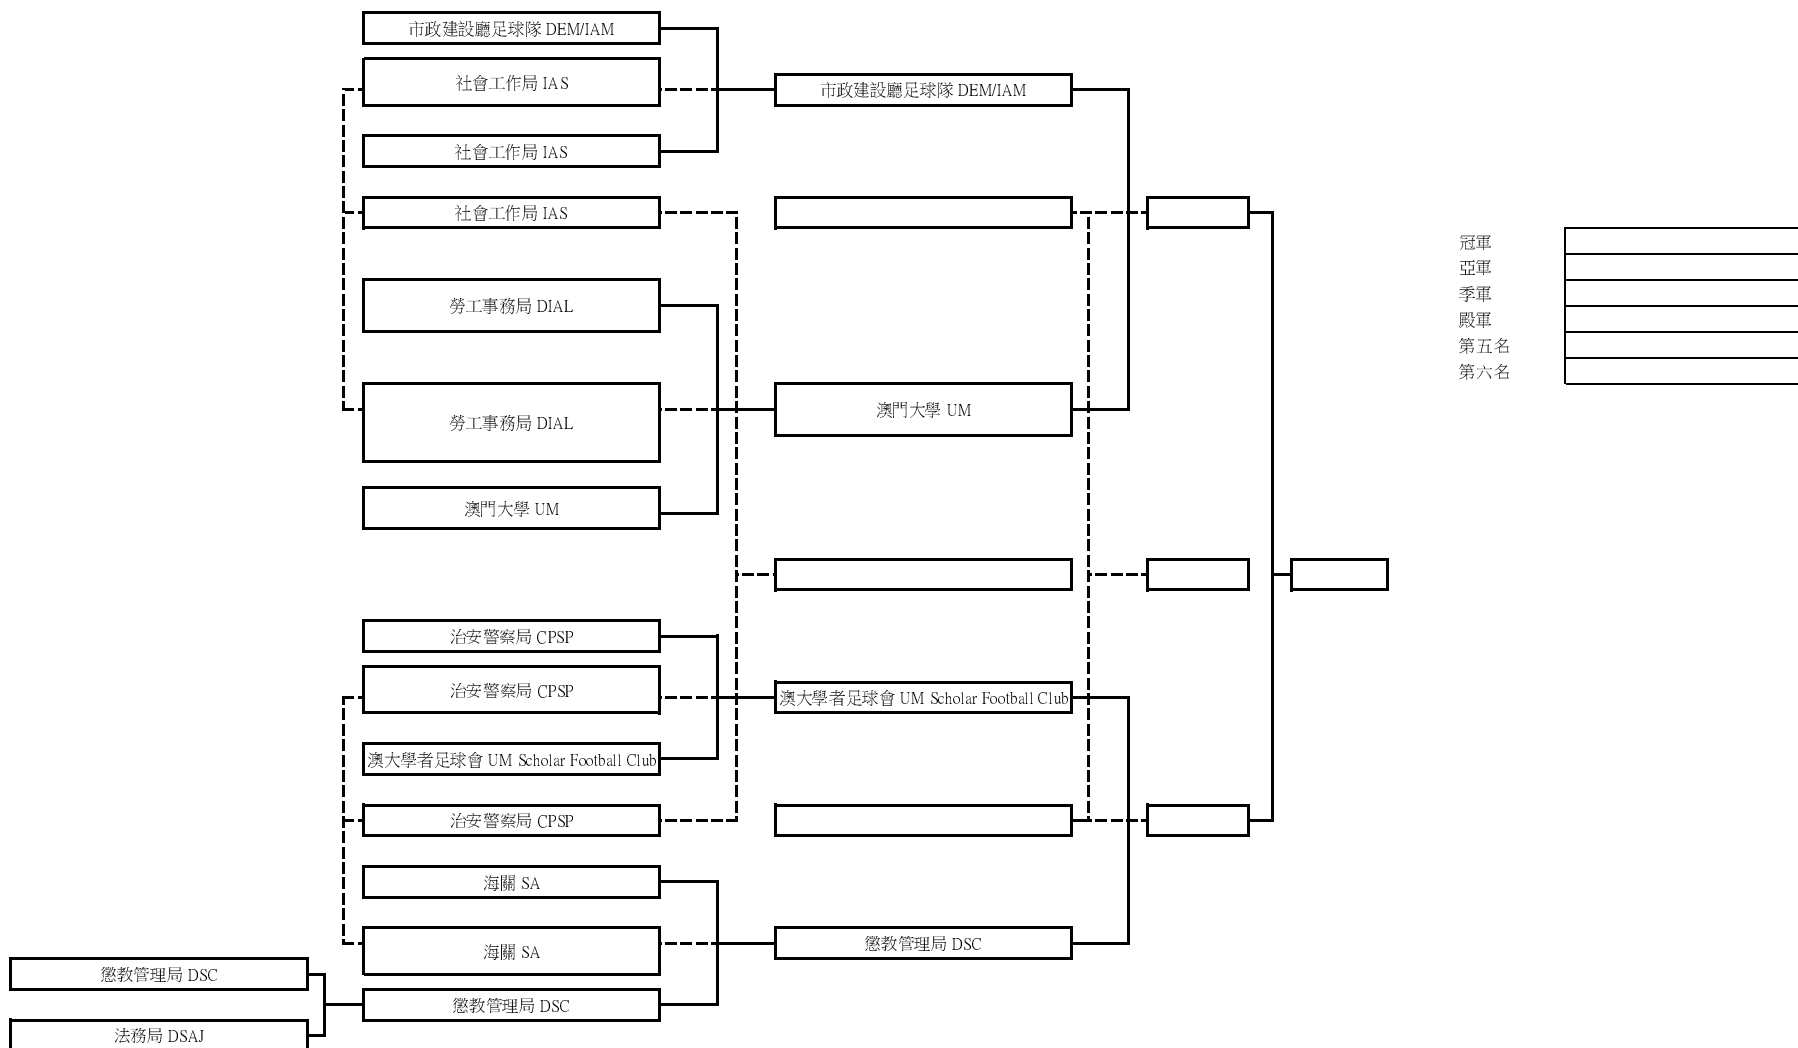 市政建設廳足球隊 DEM/IAM
社會工作局 IAS
市政建設廳足球隊 DEM/IAM
社會工作局 IAS
社會工作局 IAS
勞工事務局 DIAL
勞工事務局 DIAL
澳門大學 UM
澳門大學 UM
治安警察局 CPSP
治安警察局 CPSP
澳大學者足球會 UM Scholar Football Club
澳大學者足球會 UM Scholar Football Club
治安警察局 CPSP
海關 SA
海關 SA
懲教管理局 DSC
懲教管理局 DSC
懲教管理局 DSC
法務局 DSAJ
冠軍
亞軍
季軍
殿軍
第五名
第六名